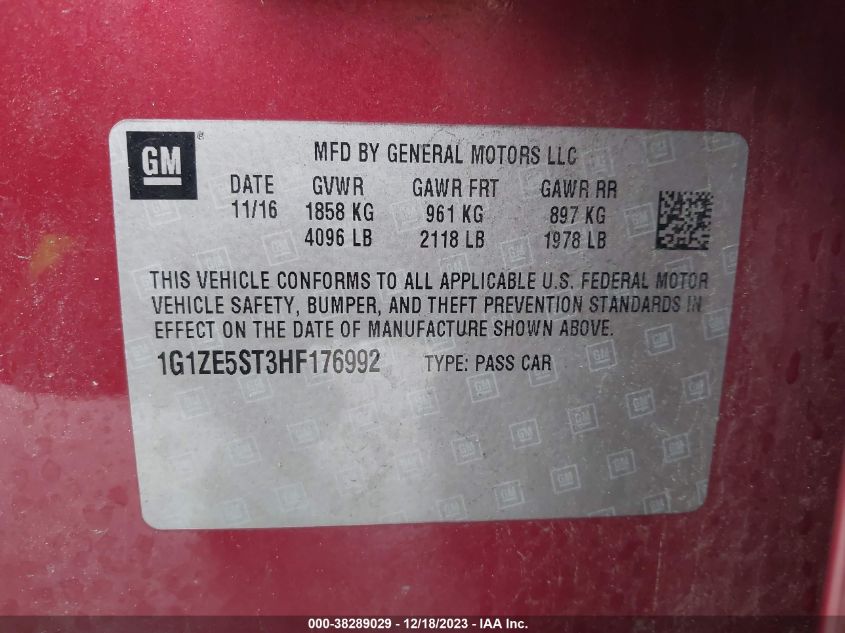 GM ®
MFD BY GENERAL MOTORS LLC
DATE GVWR GAWR FRT GAWR RR
11/16 1858 KG 961 KG 897 KG
4096 LB 2118 LB 1978 LB
THIS VEHICLE CONFORMS TO ALL APPLICABLE U.S. FEDERAL MOTOR
VEHICLE SAFETY, BUMPER, AND THEFT PREVENTION STANDARDS IN
EFFECT ON THE DATE OF MANUFACTURE SHOWN ABOVE.
1G1ZE5ST3HF176992 TYPE: PASS CAR
000-38289029 - 12/18/2023 - IAA Inc.